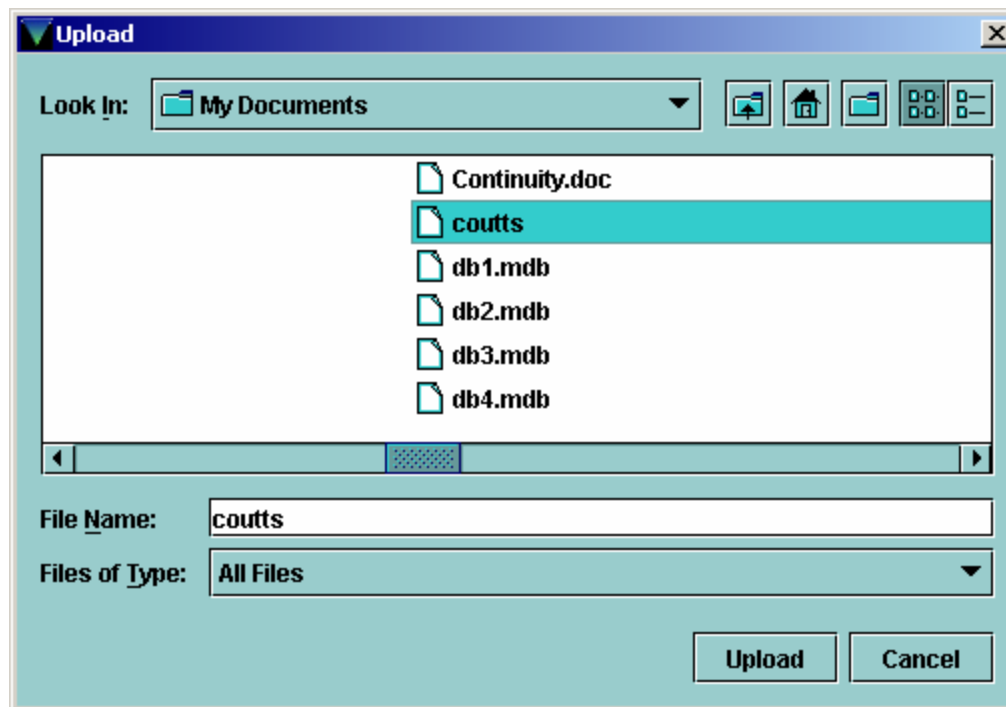 Upload
Look In: My Documents
Continuity.doc
coutts
db1.mdb
db2.mdb
db3.mdb
db4.mdb
File Name: coutts
Files of Type: All Files
Upload Cancel